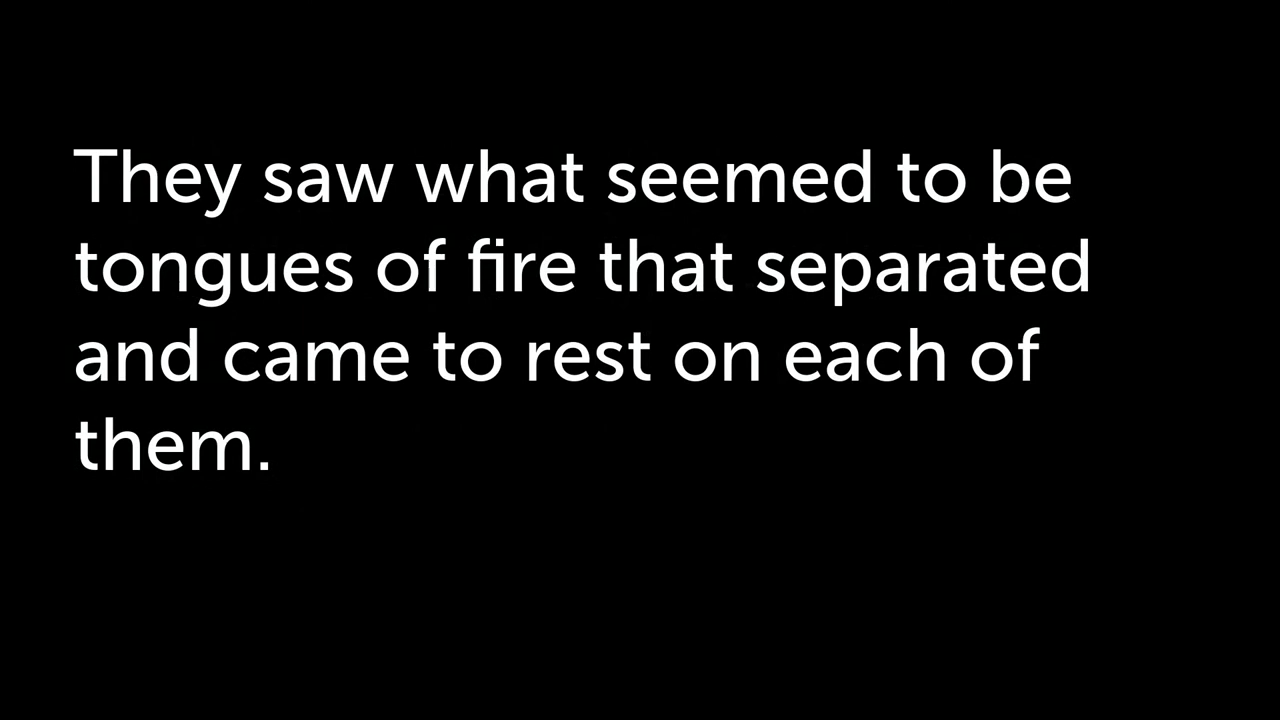 They saw what seemed to be
tongues of fire that separated
and came to rest on each of
them.